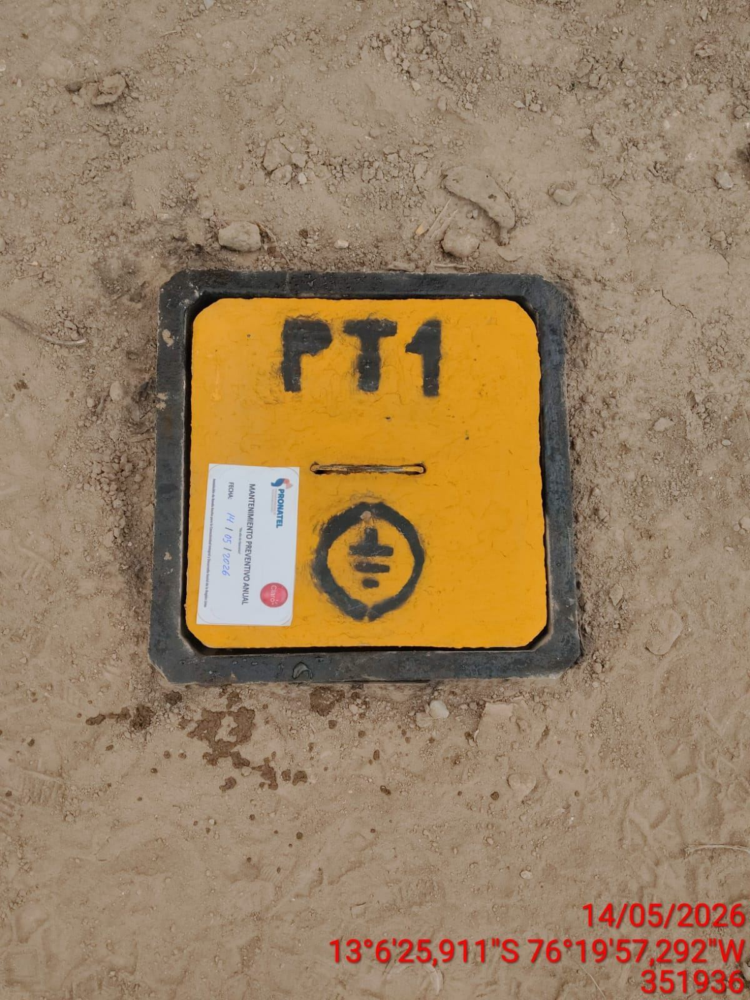 PT1
PRONATEL
MANTENIMIENTO PREVENTIVO ANUAL
FECHA: 14 / 05 / 2026
Claro
14/05/2026
13°6'25,911"S 76°19'57,292"W
351936